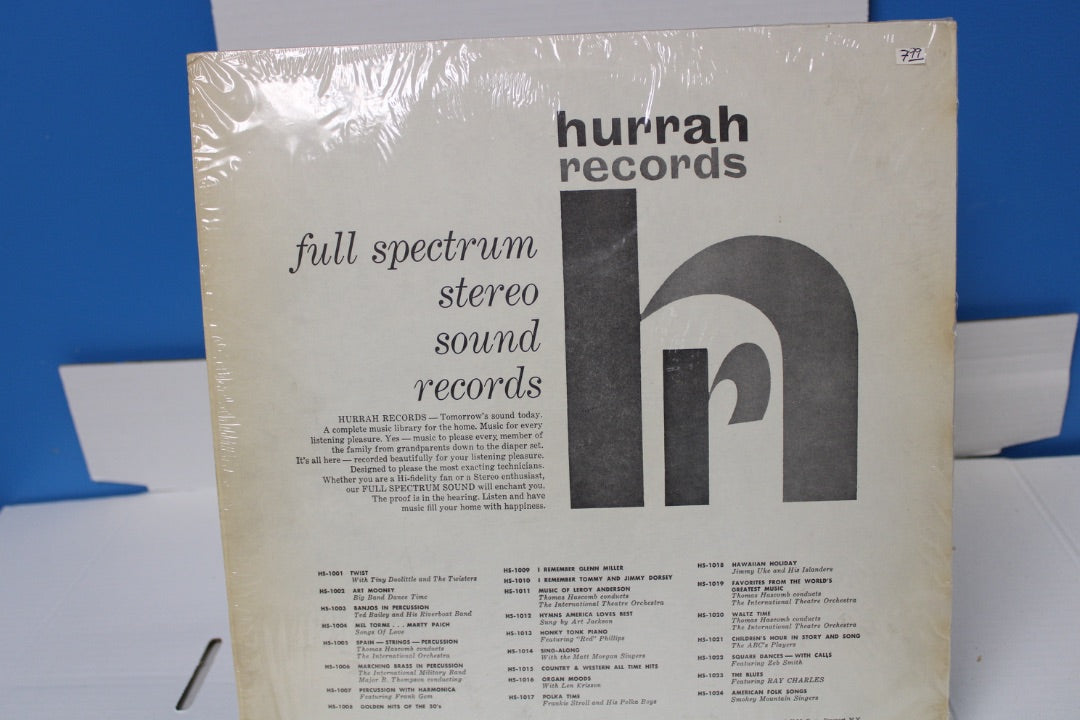 7.99
hurrah
records
full spectrum
stereo
sound
records
HURRAH RECORDS — Tomorrow's sound today.
A complete music library for the home. Music for every
listening pleasure. Yes — music to please every member of
the family from grandparents down to the diaper set.
It's all here — recorded beautifully for your listening pleasure.
Designed to please the most exacting technicians.
Whether you are a Hi-fidelity fan or a Stereo enthusiast,
our FULL SPECTRUM SOUND will enchant you.
The proof is in the hearing. Listen and have
music fill your home with happiness.
HS-1001 TWIST
With Tiny Doolittle and The Twisters
HS-1002 ART MOONEY
Big Band Dance Time
HS-1003 BANJOS IN PERCUSSION
Ted Bailey and His Riverboat Band
HS-1004 MEL TORME . . . MARTY PAICH
Songs Of Love
HS-1005 SPAIN — STRINGS — PERCUSSION
Thomas Hascomb conducts
The International Orchestra
HS-1006 MARCHING BRASS IN PERCUSSION
The International Military Band
Major B. Thompson conducting
HS-1007 PERCUSSION WITH HARMONICA
Featuring Frank Gom
HS-1008 GOLDEN HITS OF THE 50's
HS-1009 I REMEMBER GLENN MILLER
HS-1010 I REMEMBER TOMMY AND JIMMY DORSEY
HS-1011 MUSIC OF LEROY ANDERSON
Thomas Hascomb conducts
The International Theatre Orchestra
HS-1012 HYMNS AMERICA LOVES BEST
Sung by Art Jackson
HS-1013 HONKY TONK PIANO
Featuring "Red" Phillips
HS-1014 SING-ALONG
With the Matt Morgan Singers
HS-1015 COUNTRY & WESTERN ALL TIME HITS
HS-1016 ORGAN MOODS
With Len Krisson
HS-1017 POLKA TIME
Frankie Stroll and His Polka Boys
HS-1018 HAWAIIAN HOLIDAY
Jimmy Uke and His Islanders
HS-1019 FAVORITES FROM THE WORLD'S
GREATEST MUSIC
Thomas Hascomb conducts
The International Theatre Orchestra
HS-1020 WALTZ TIME
Thomas Hascomb conducts
The International Theatre Orchestra
HS-1021 CHILDREN'S HOUR IN STORY AND SONG
The ABC's Players
HS-1022 SQUARE DANCES — WITH CALLS
Featuring Zeb Smith
HS-1023 THE BLUES
Featuring RAY CHARLES
HS-1024 AMERICAN FOLK SONGS
Smokey Mountain Singers